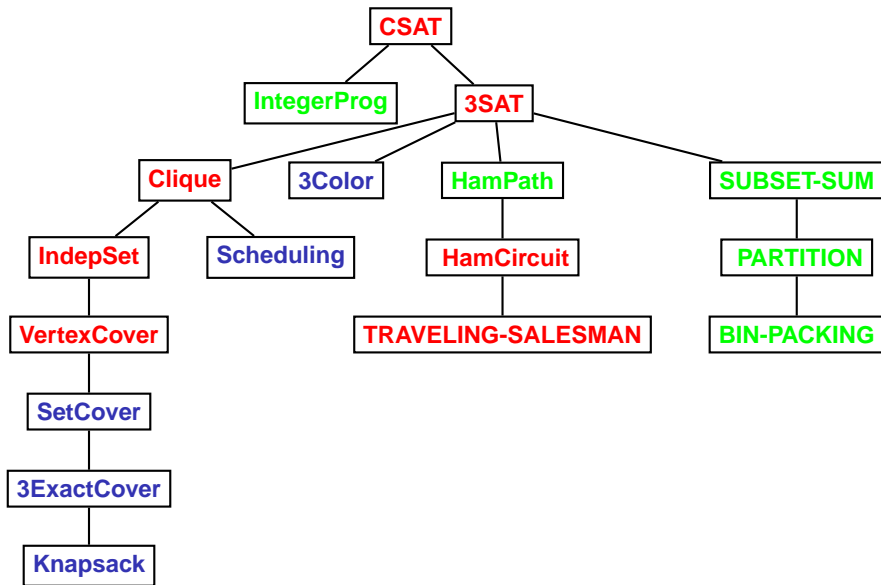 CSAT
IntegerProg
3SAT
Clique
3Color
HamPath
SUBSET-SUM
IndepSet
Scheduling
HamCircuit
PARTITION
VertexCover
TRAVELING-SALESMAN
BIN-PACKING
SetCover
3ExactCover
Knapsack